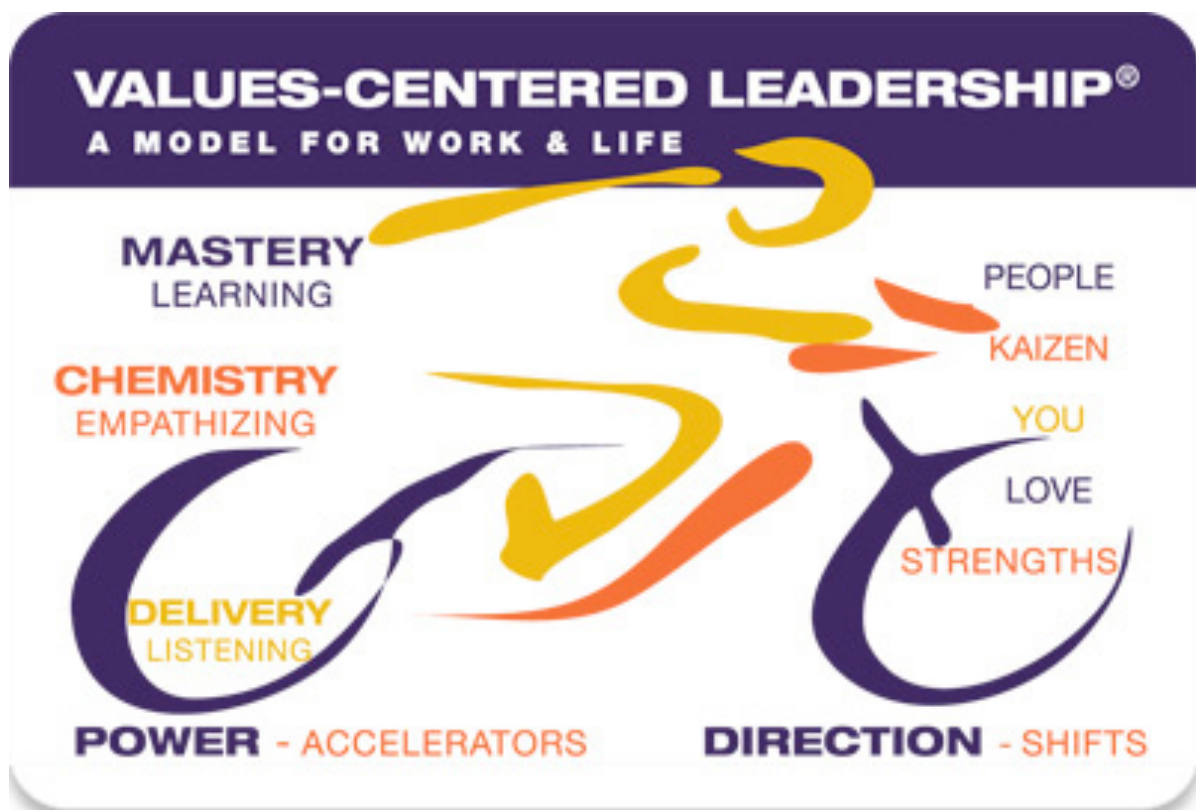 VALUES-CENTERED LEADERSHIP®
A MODEL FOR WORK & LIFE
MASTERY
LEARNING
CHEMISTRY
EMPATHIZING
DELIVERY
LISTENING
POWER - ACCELERATORS
PEOPLE
KAIZEN
YOU
LOVE
STRENGTHS
DIRECTION - SHIFTS